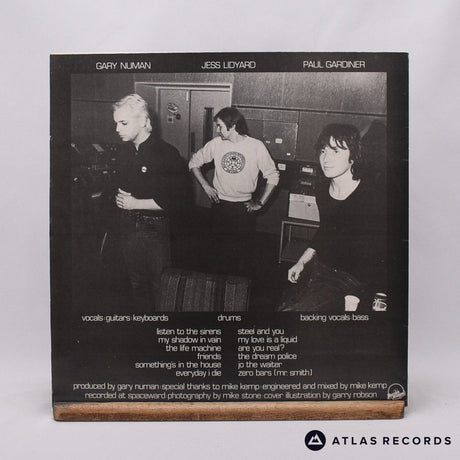 GARY NUMAN JESS LIDYARD PAUL GARDINER
vocals·guitars·keyboards drums backing vocals·bass
listen to the sirens steel and you
my shadow in vain my love is a liquid
the life machine are you real?
friends the dream police
something's in the house jo the waiter
everyday i die zero bars (mr. smith)
produced by gary numan·special thanks to mike kemp·engineered and mixed by mike kemp
recorded at spaceward·photography by mike stone·cover illustration by garry robson
ATLAS RECORDS